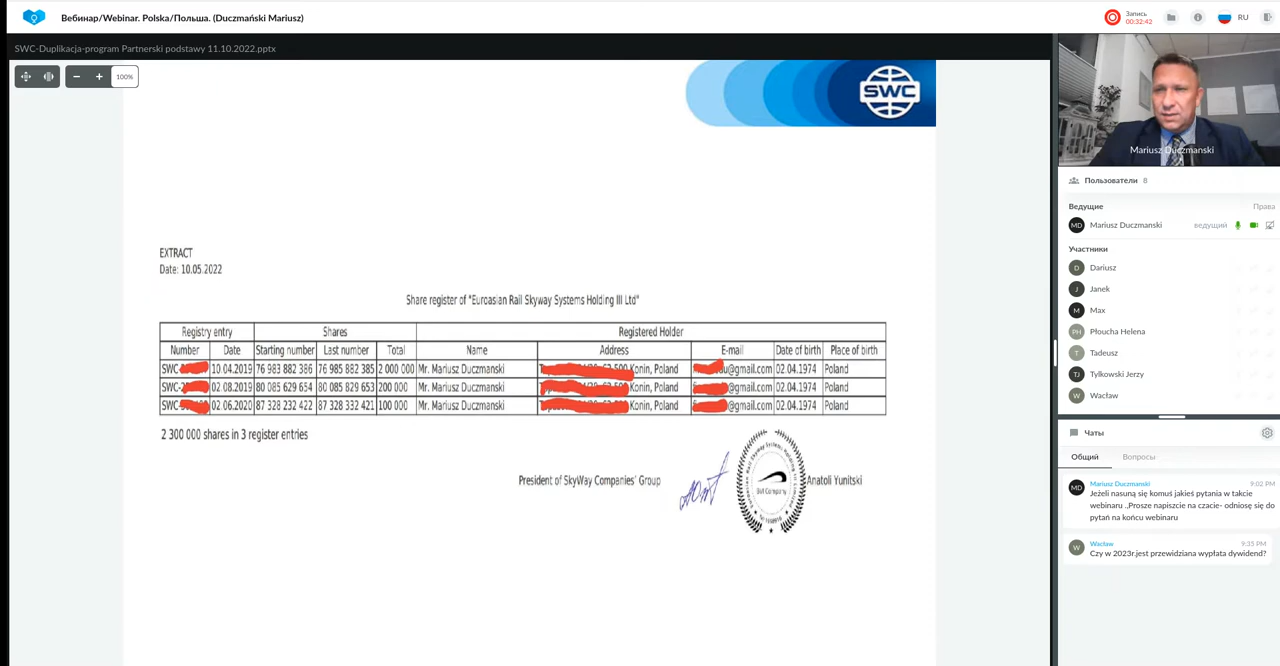 Вебинар/Webinar. Polska/Польша. (Duczmański Mariusz)
Запись
00:32:42
RU
SWC-Duplikacja-program Partnerski podstawy 11.10.2022.pptx
100%
SWC
EXTRACT
Date: 10.05.2022
Share register of "Euroasian Rail Skyway Systems Holding III Ltd"
Registry entry Shares Registered Holder
Number Date Starting number Last number Total Name Address E-mail Date of birth Place of birth
SWC- 10.04.2019 76 983 882 386 76 985 882 385 2 000 000 Mr. Mariusz Duczmanski Konin, Poland u@gmail.com 02.04.1974 Poland
SWC- 02.08.2019 80 085 629 654 80 085 829 653 200 000 Mr. Mariusz Duczmanski Konin, Poland @gmail.com 02.04.1974 Poland
SWC- 02.06.2020 87 328 232 422 87 328 332 421 100 000 Mr. Mariusz Duczmanski Konin, Poland @gmail.com 02.04.1974 Poland
2 300 000 shares in 3 register entries
President of SkyWay Companies' Group
Anatoli Yunitski
Mariusz Duczmanski
Пользователи 8
Ведущие Права
MD Mariusz Duczmanski ведущий
Участники
D Dariusz
J Janek
M Max
PH Płoucha Helena
T Tadeusz
TJ Tylkowski Jerzy
W Wacław
Чаты
Общий Вопросы
MD Mariusz Duczmanski 9:02 PM
Jeżeli nasuną się komuś jakieś pytania w takcie
webinaru .,Prosze napiszcie na czacie- odniosę się do
pytań na końcu webinaru
W Wacław 9:35 PM
Czy w 2023r.jest przewidziana wypłata dywidend?